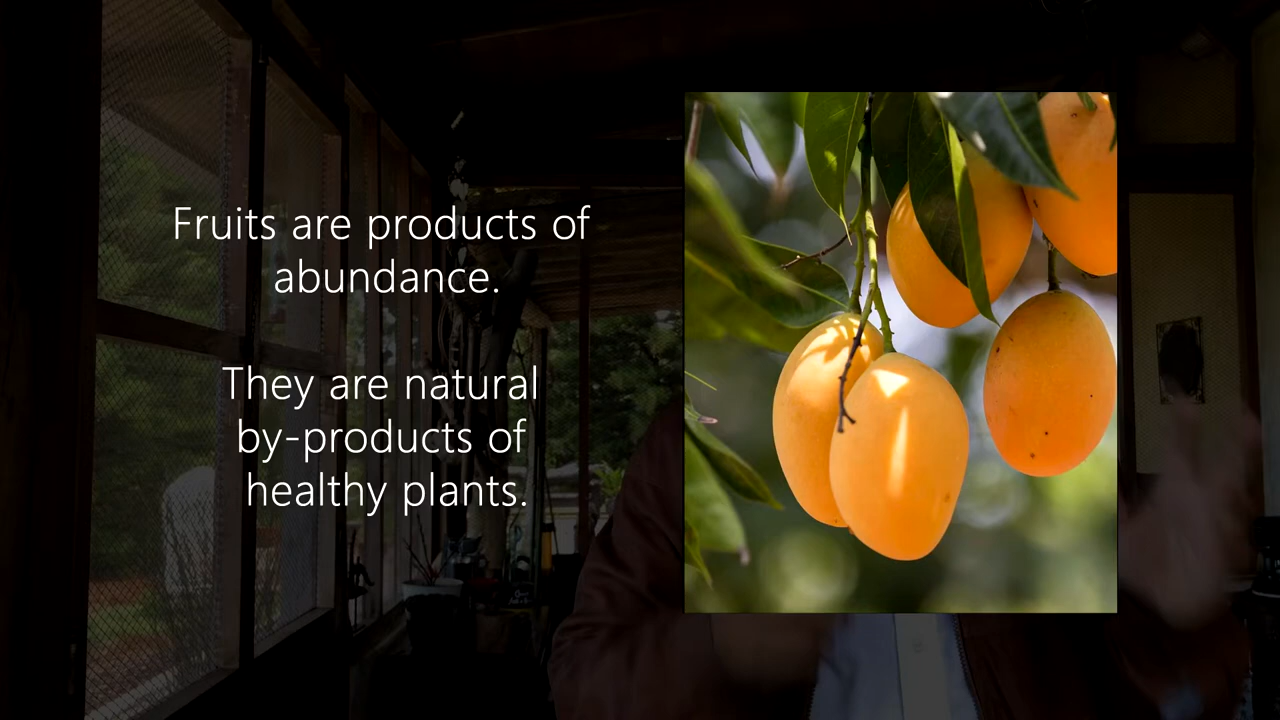 Fruits are products of
abundance.
They are natural
by-products of
healthy plants.